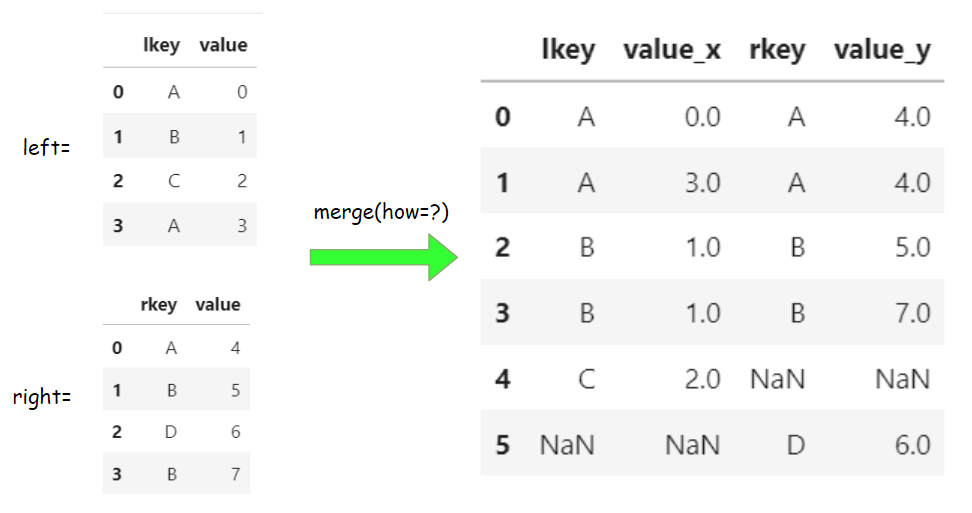 left=
lkey value
0 A 0
1 B 1
2 C 2
3 A 3
right=
rkey value
0 A 4
1 B 5
2 D 6
3 B 7
merge(how=?)
lkey value_x rkey value_y
0 A 0.0 A 4.0
1 A 3.0 A 4.0
2 B 1.0 B 5.0
3 B 1.0 B 7.0
4 C 2.0 NaN NaN
5 NaN NaN D 6.0